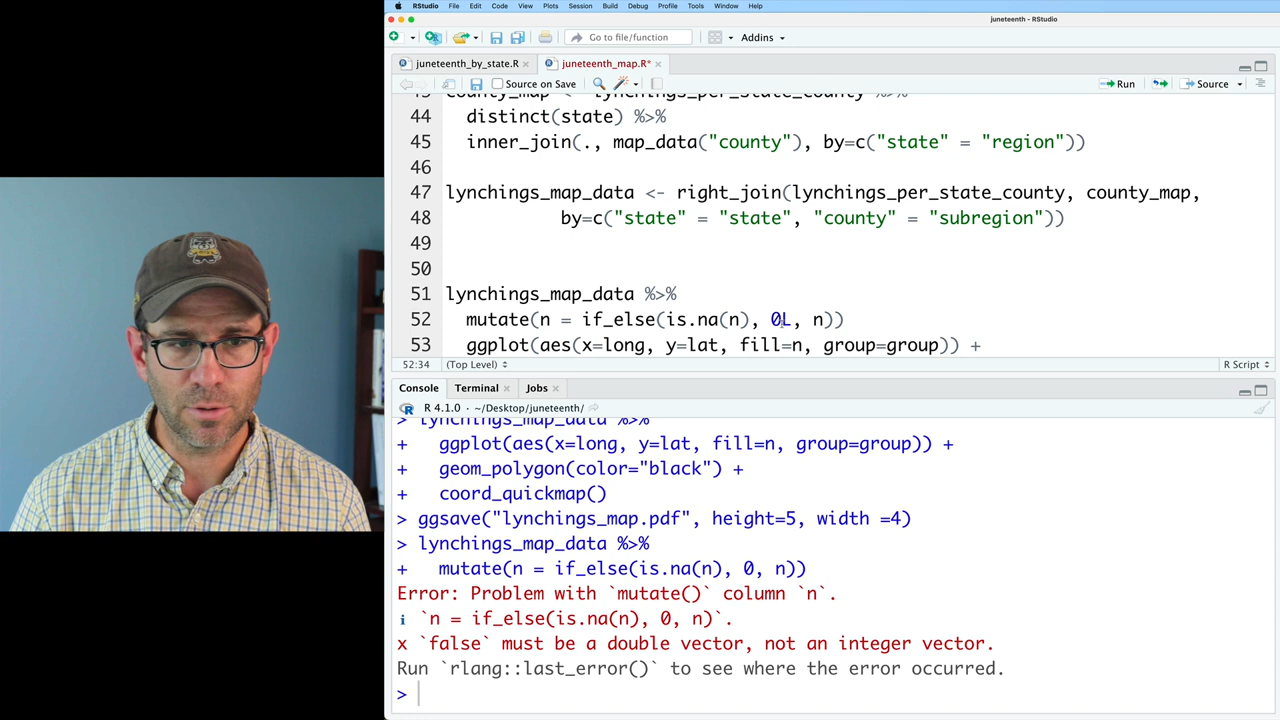 RStudio File Edit Code View Plots Session Build Debug Profile Tools Window Help
juneteenth - RStudio
Go to file/function Addins
juneteenth_by_state.R juneteenth_map.R*
Source on Save Run Source
43 county_map <- lynchings_per_state_county %>%
44 distinct(state) %>%
45 inner_join(., map_data("county"), by=c("state" = "region"))
46
47 lynchings_map_data <- right_join(lynchings_per_state_county, county_map,
48 by=c("state" = "state", "county" = "subregion"))
49
50
51 lynchings_map_data %>%
52 mutate(n = if_else(is.na(n), 0L, n))
53 ggplot(aes(x=long, y=lat, fill=n, group=group)) +
52:34 (Top Level) R Script
Console Terminal Jobs
R 4.1.0 · ~/Desktop/juneteenth/
> lynchings_map_data %>%
+ ggplot(aes(x=long, y=lat, fill=n, group=group)) +
+ geom_polygon(color="black") +
+ coord_quickmap()
> ggsave("lynchings_map.pdf", height=5, width =4)
> lynchings_map_data %>%
+ mutate(n = if_else(is.na(n), 0, n))
Error: Problem with `mutate()` column `n`.
i `n = if_else(is.na(n), 0, n)`.
x `false` must be a double vector, not an integer vector.
Run `rlang::last_error()` to see where the error occurred.
>